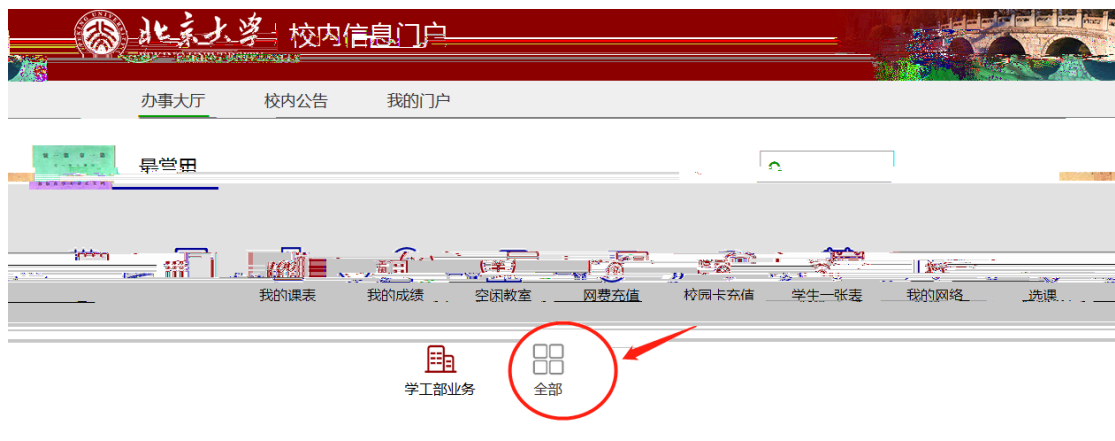 北京大学 校内信息门户
办事大厅 校内公告 我的门户
最常用
我的课表 我的成绩 空闲教室 网费充值 校园卡充值 学生一张表 我的网络 选课
学工部业务 全部